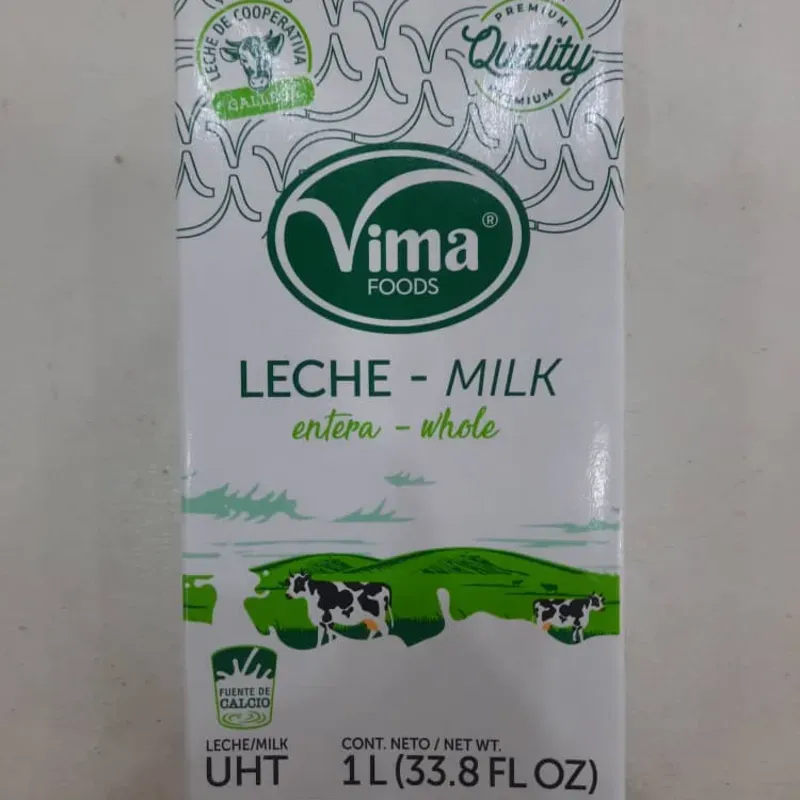 LECHE DE COOPERATIVA
GALLEGA
PREMIUM
Quality
PREMIUM
Vima®
FOODS
LECHE - MILK
entera - whole
FUENTE DE
CALCIO
LECHE/MILK
UHT
CONT. NETO / NET WT.
1 L (33.8 FL OZ)